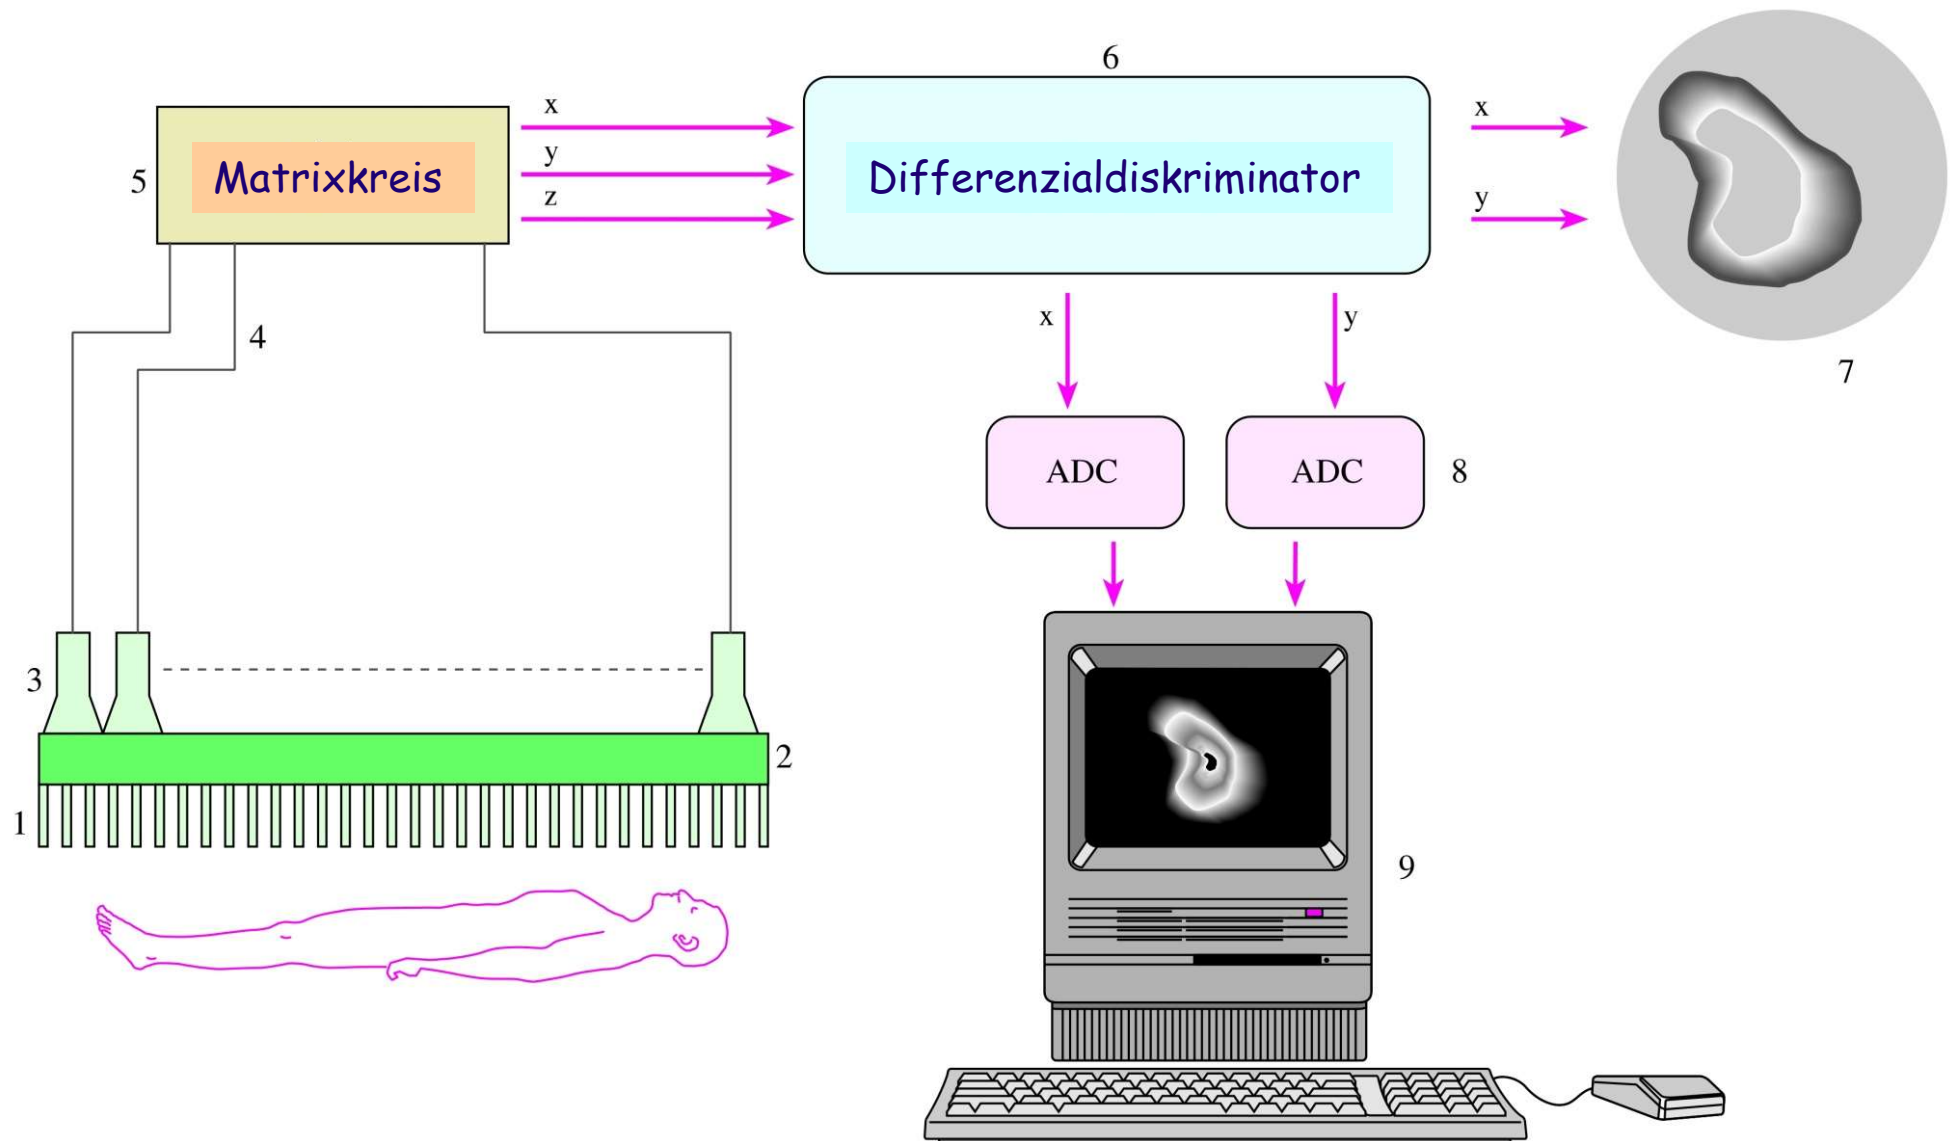 6
x
x
5
Matrixkreis
y
Differenzialdiskriminator
z
y
4
x
y
7
ADC
ADC
8
3
2
1
9